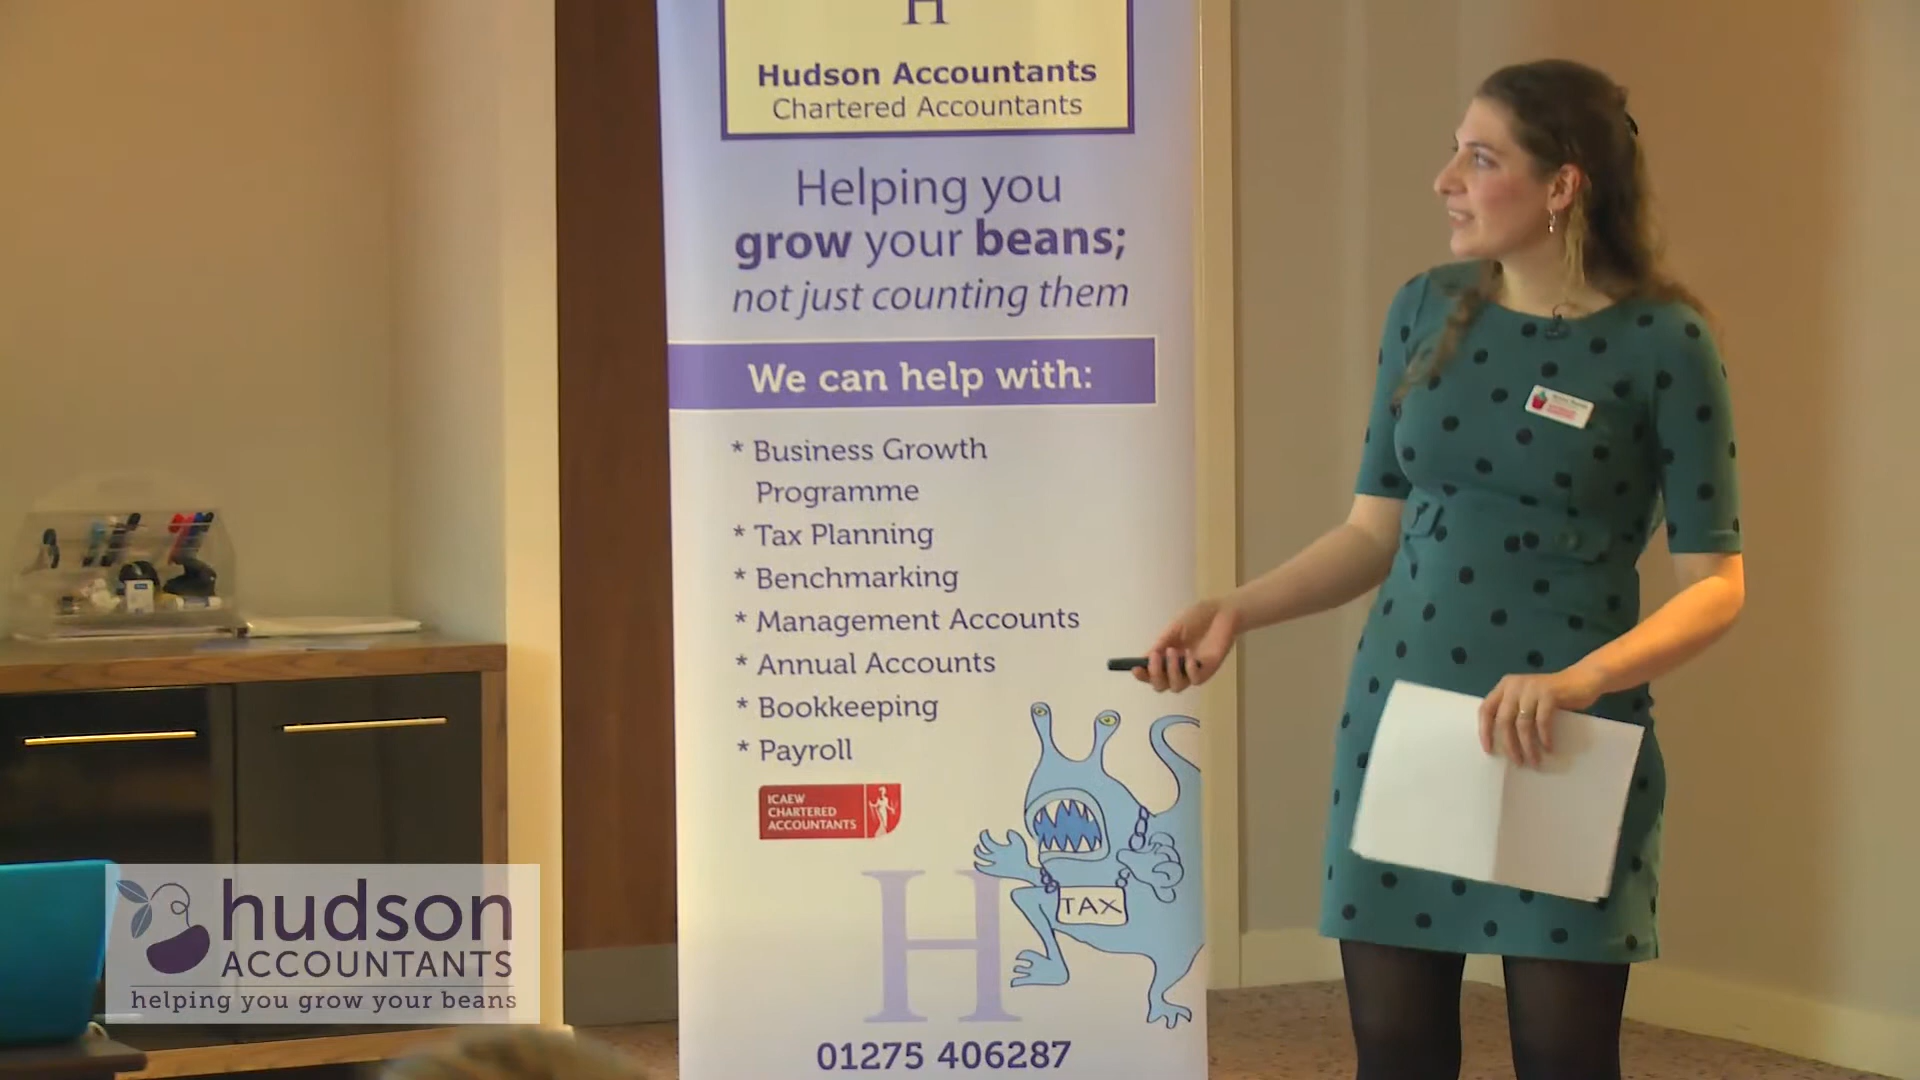 H
Hudson Accountants
Chartered Accountants
Helping you
grow your beans;
not just counting them
We can help with:
* Business Growth
Programme
* Tax Planning
* Benchmarking
* Management Accounts
* Annual Accounts
* Bookkeeping
* Payroll
ICAEW
CHARTERED
ACCOUNTANTS
TAX
H
01275 406287
hudson
ACCOUNTANTS
helping you grow your beans